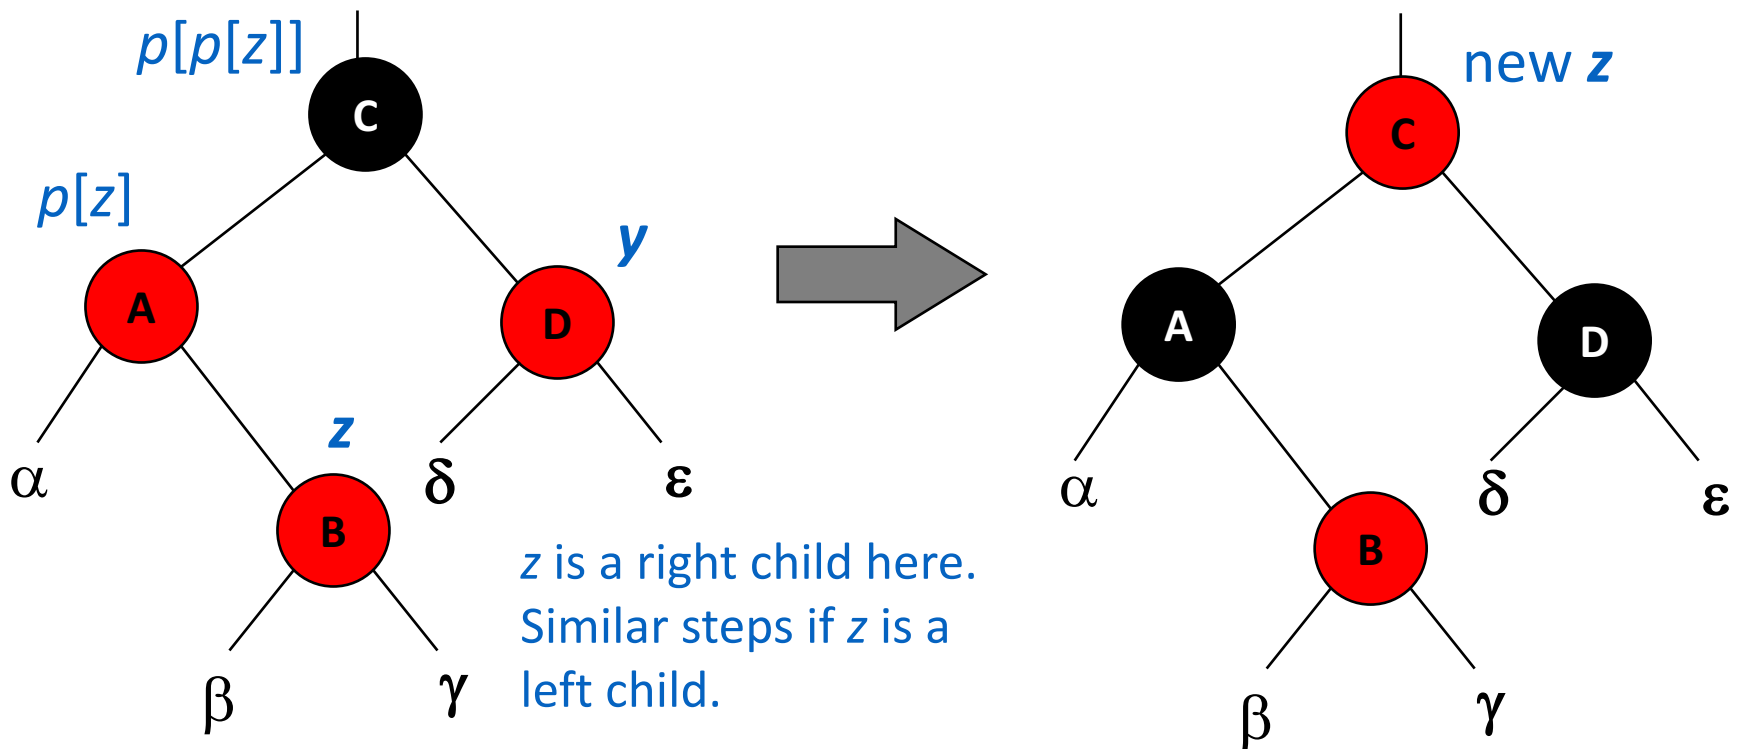 p[p[z]]
C
p[z]
A
y
D
z
B
α
δ
ε
β
γ
z is a right child here.
Similar steps if z is a
left child.
new z
C
A
D
α
δ
ε
B
β
γ